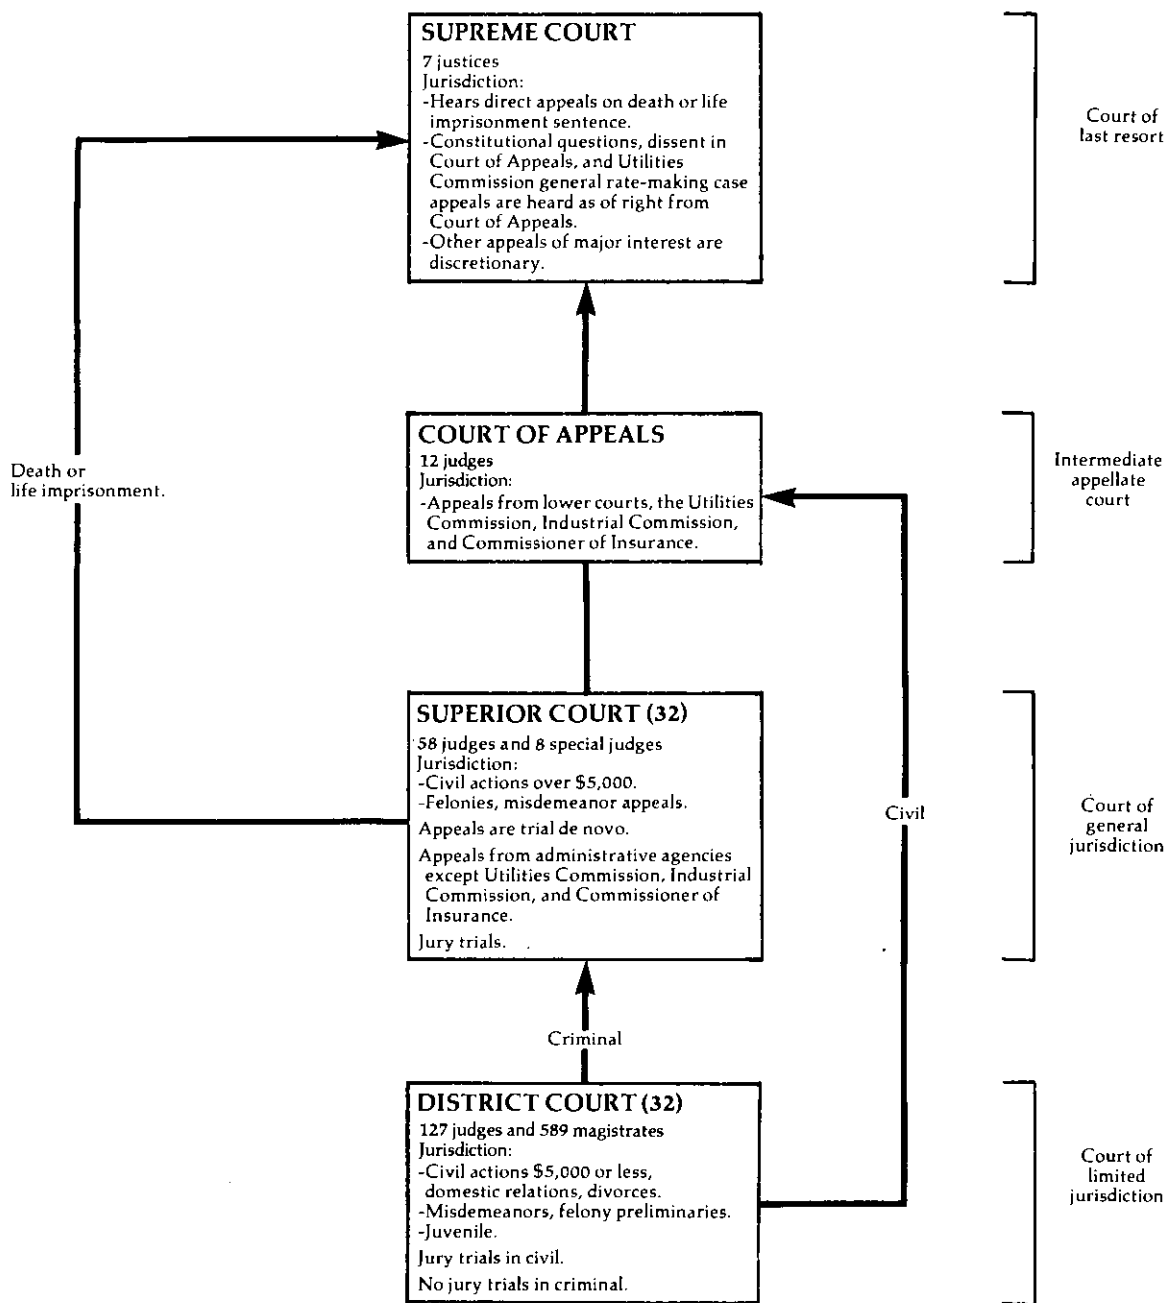 SUPREME COURT
7 justices
Jurisdiction:
-Hears direct appeals on death or life
imprisonment sentence.
-Constitutional questions, dissent in
Court of Appeals, and Utilities
Commission general rate-making case
appeals are heard as of right from
Court of Appeals.
-Other appeals of major interest are
discretionary.
Court of
last resort
Death or
life imprisonment.
COURT OF APPEALS
12 judges
Jurisdiction:
-Appeals from lower courts, the Utilities
Commission, Industrial Commission,
and Commissioner of Insurance.
Intermediate
appellate
court
SUPERIOR COURT (32)
58 judges and 8 special judges
Jurisdiction:
-Civil actions over $5,000.
-Felonies, misdemeanor appeals.
Appeals are trial de novo.
Appeals from administrative agencies
except Utilities Commission, Industrial
Commission, and Commissioner of
Insurance.
Jury trials.
Civil
Court of
general
jurisdiction
Criminal
DISTRICT COURT (32)
127 judges and 589 magistrates
Jurisdiction:
-Civil actions $5,000 or less,
domestic relations, divorces.
-Misdemeanors, felony preliminaries.
-Juvenile.
Jury trials in civil.
No jury trials in criminal.
Court of
limited
jurisdiction